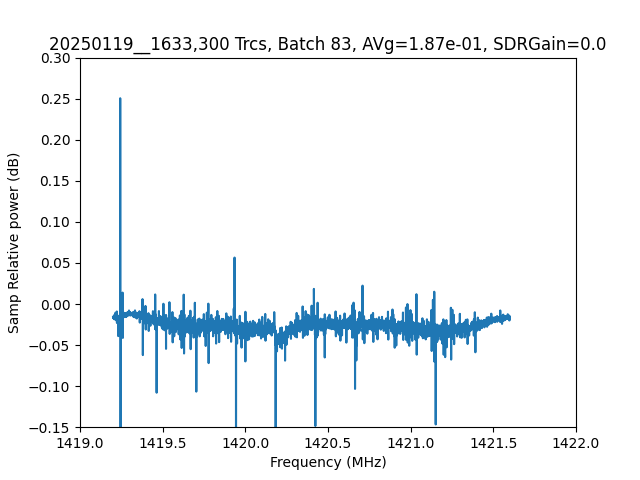 20250119__1633,300 Trcs, Batch 83, AVg=1.87e-01, SDRGain=0.0
Samp Relative power (dB)
0.30
0.25
0.20
0.15
0.10
0.05
0.00
−0.05
−0.10
−0.15
1419.0 1419.5 1420.0 1420.5 1421.0 1421.5 1422.0
Frequency (MHz)